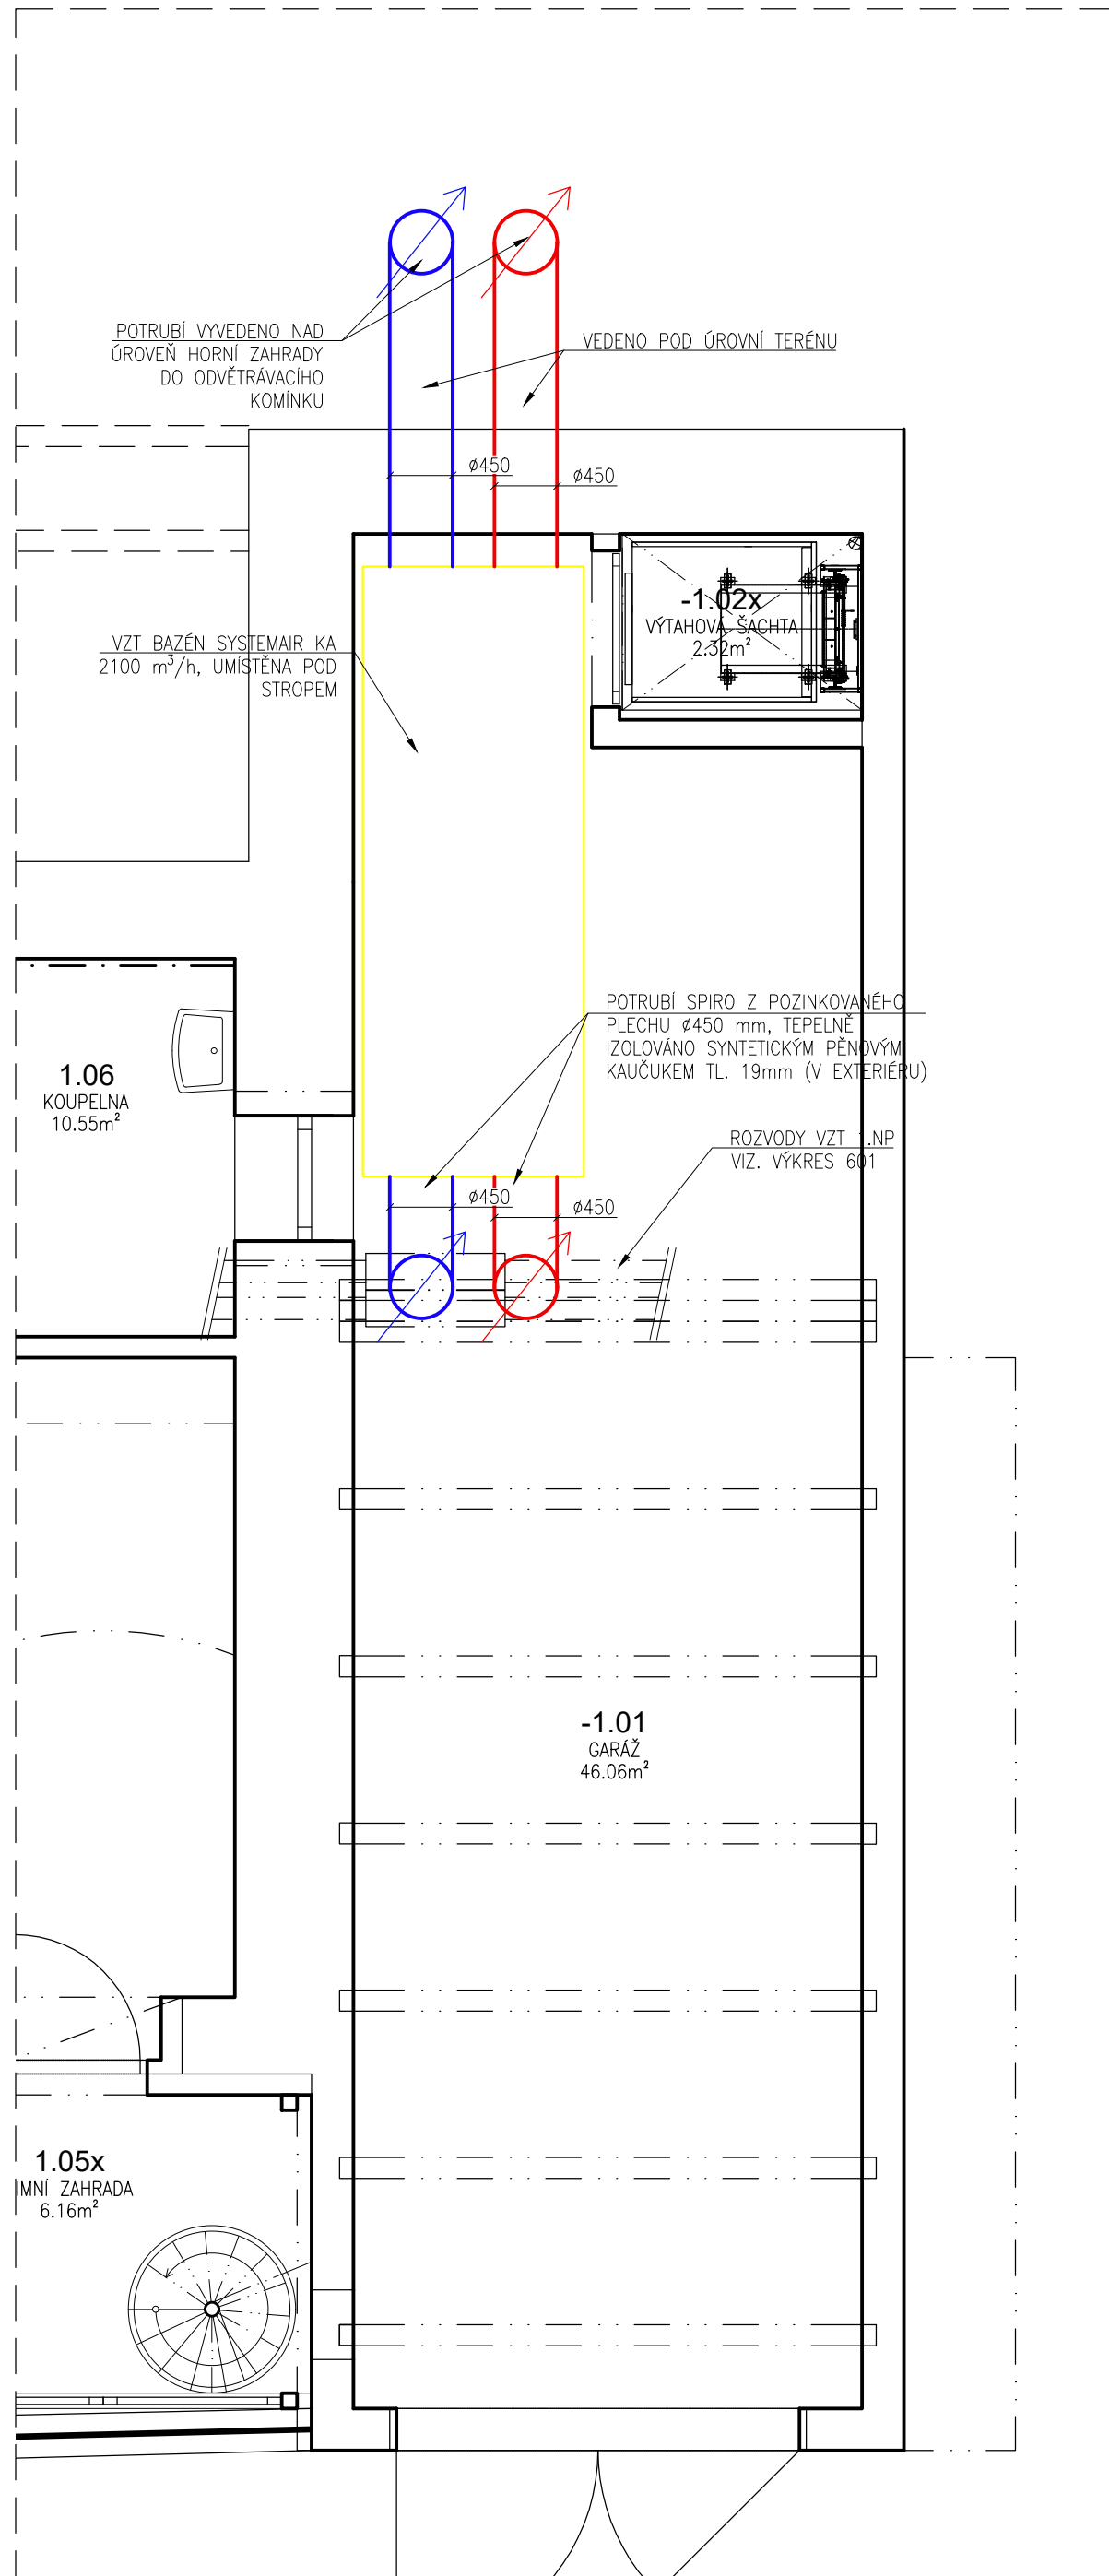 POTRUBÍ VYVEDENO NAD
ÚROVEŇ HORNÍ ZAHRADY
DO ODVĚTRÁVACÍHO
KOMÍNKU
VEDENO POD ÚROVNÍ TERÉNU
ø450
ø450
VZT BAZÉN SYSTEMAIR KA
2100 m³/h, UMÍSTĚNA POD
STROPEM
-1.02x
VÝTAHOVÁ ŠACHTA
2.32m²
POTRUBÍ SPIRO Z POZINKOVANÉHO
PLECHU ø450 mm, TEPELNĚ
IZOLOVÁNO SYNTETICKÝM PĚNOVÝM
KAUČUKEM TL. 19mm (V EXTERIÉRU)
1.06
KOUPELNA
10.55m²
ROZVODY VZT 1.NP
VIZ. VÝKRES 601
ø450
ø450
-1.01
GARÁŽ
46.06m²
1.05x
IMNÍ ZAHRADA
6.16m²